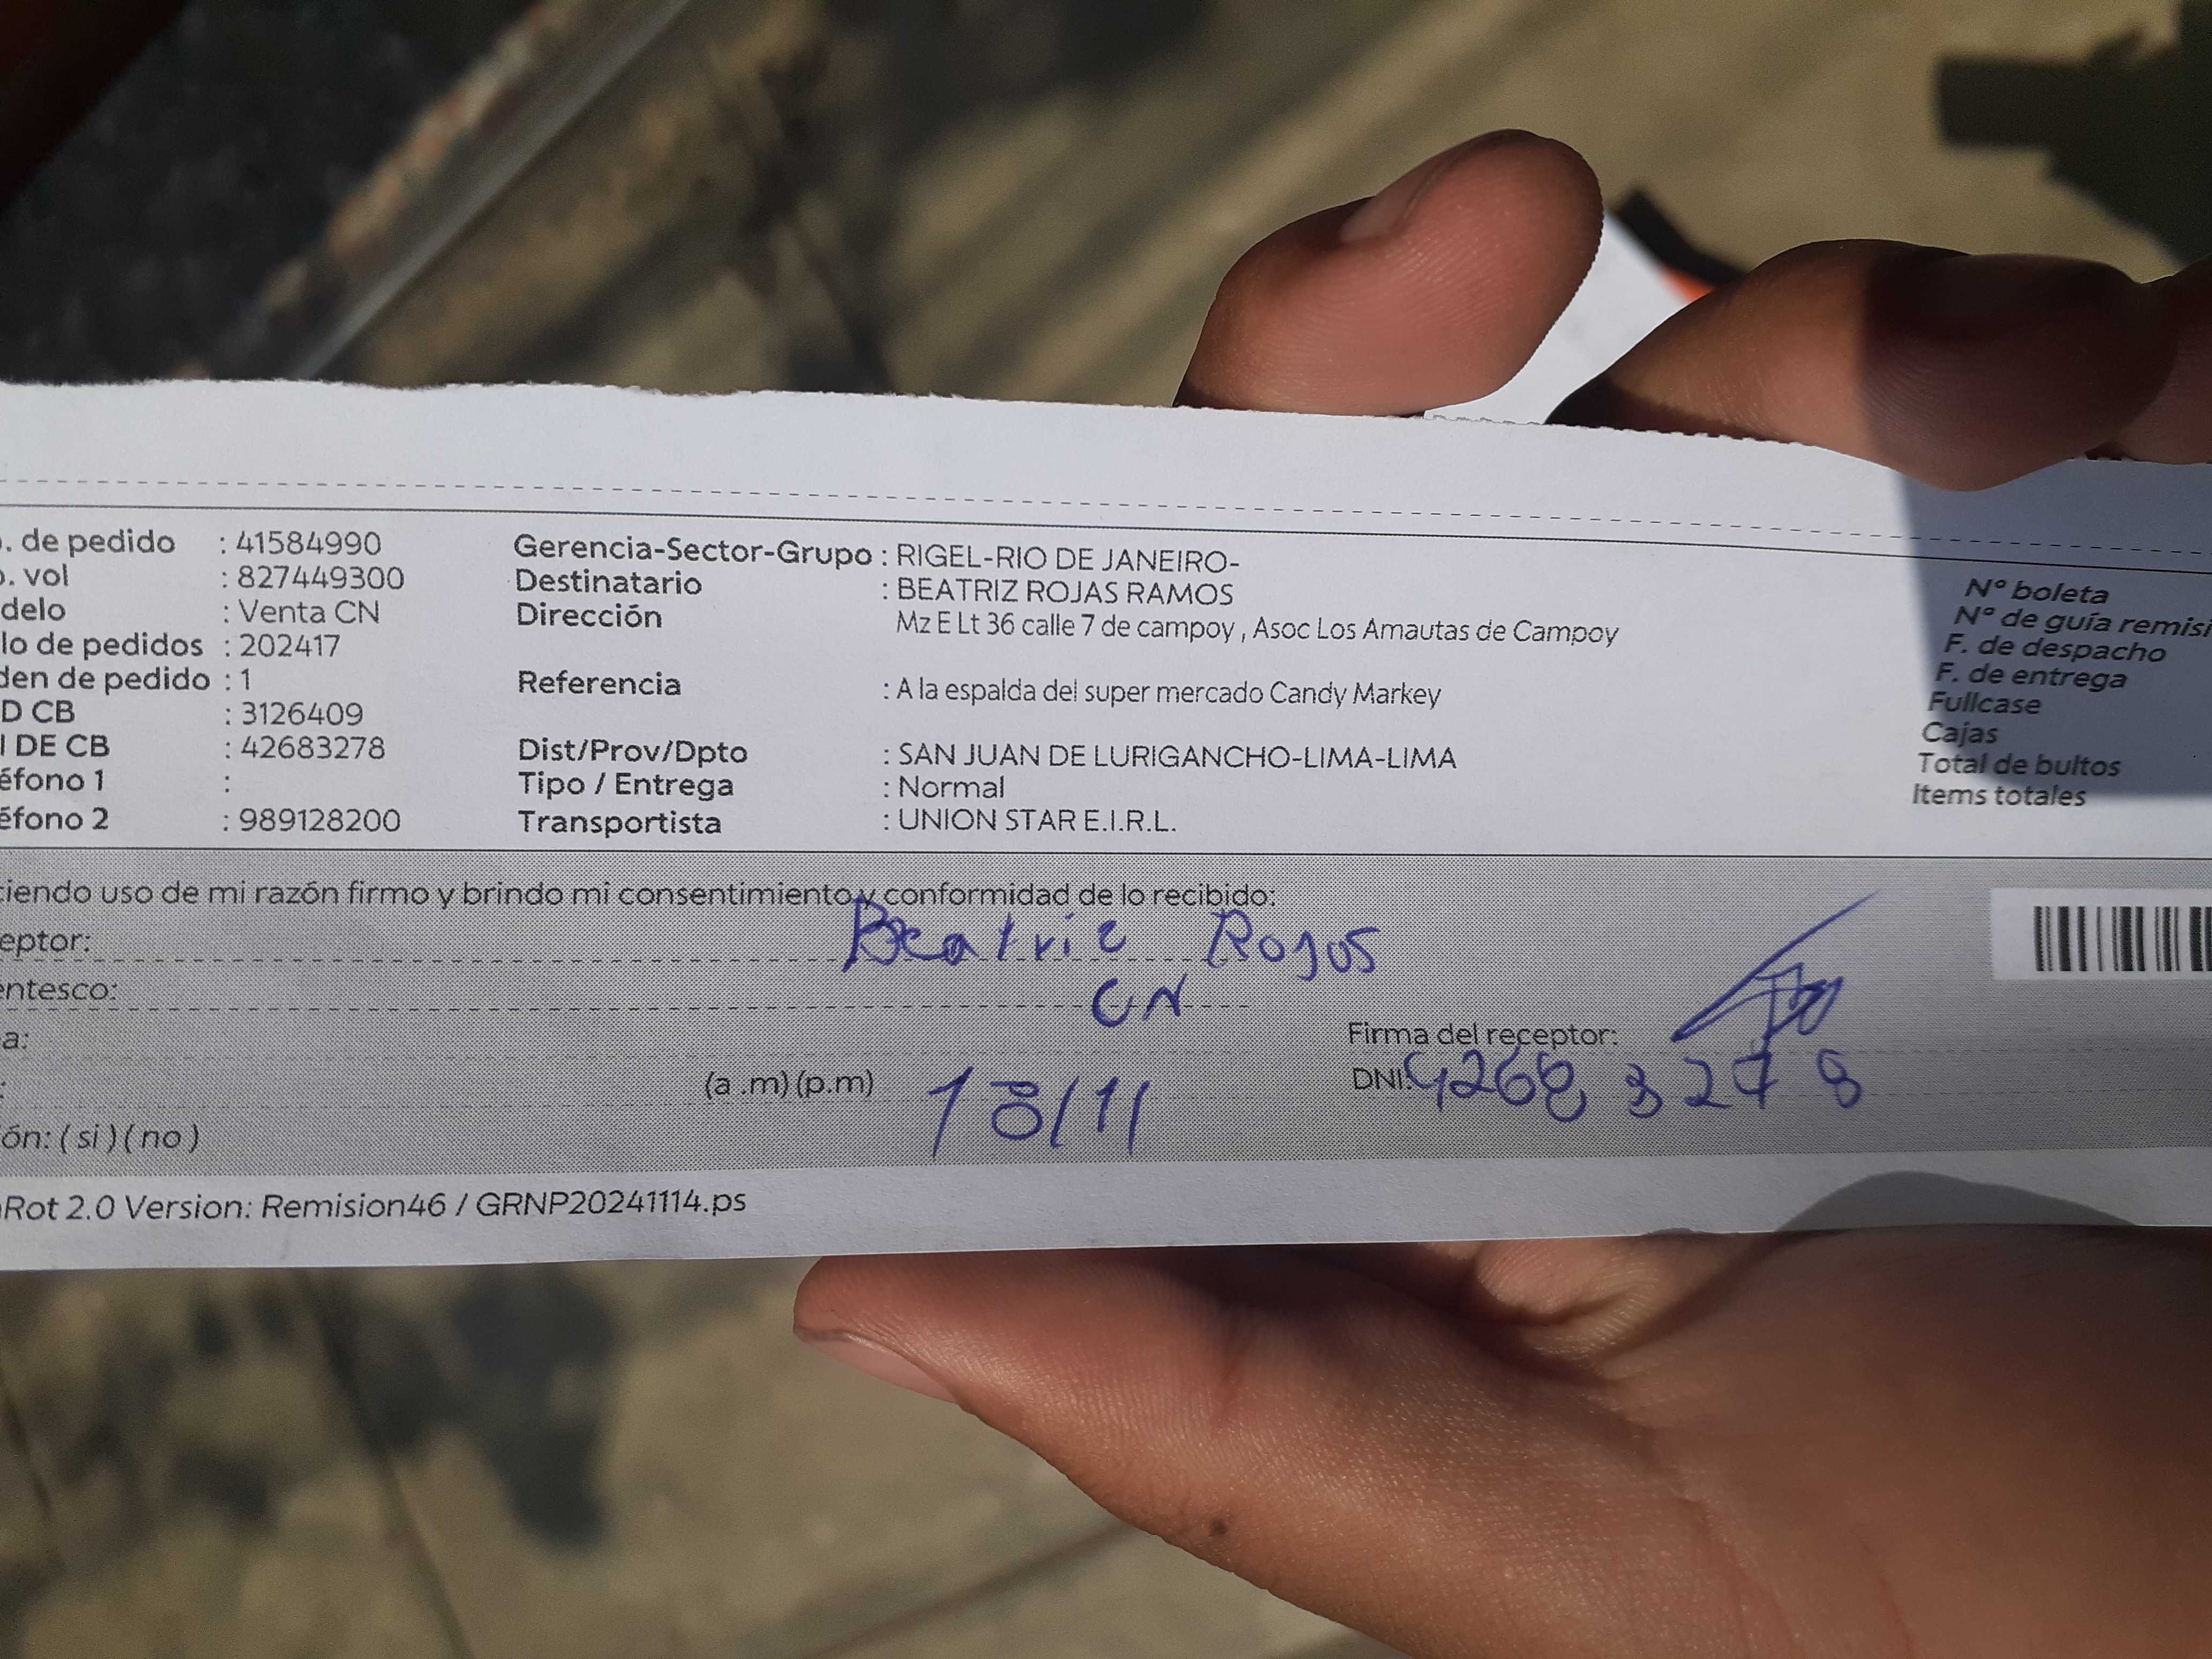 . de pedido : 41584990
. vol : 827449300
delo : Venta CN
lo de pedidos : 202417
den de pedido : 1
D CB : 3126409
I DE CB : 42683278
éfono 1 :
éfono 2 : 989128200
Gerencia-Sector-Grupo : RIGEL-RIO DE JANEIRO-
Destinatario : BEATRIZ ROJAS RAMOS
Dirección Mz E Lt 36 calle 7 de campoy , Asoc Los Amautas de Campoy
Referencia : A la espalda del super mercado Candy Markey
Dist/Prov/Dpto : SAN JUAN DE LURIGANCHO-LIMA-LIMA
Tipo / Entrega : Normal
Transportista : UNION STAR E.I.R.L.
N° boleta
N° de guía remisi
F. de despacho
F. de entrega
Fullcase
Cajas
Total de bultos
Items totales
ciendo uso de mi razón firmo y brindo mi consentimiento y conformidad de lo recibido:
eptor: Beatriz Rojas
entesco: CN
a:
Firma del receptor:
: (a .m) (p.m) 18/11
DNI: 42683278
ón: ( si ) ( no )
Rot 2.0 Version: Remision46 / GRNP20241114.ps